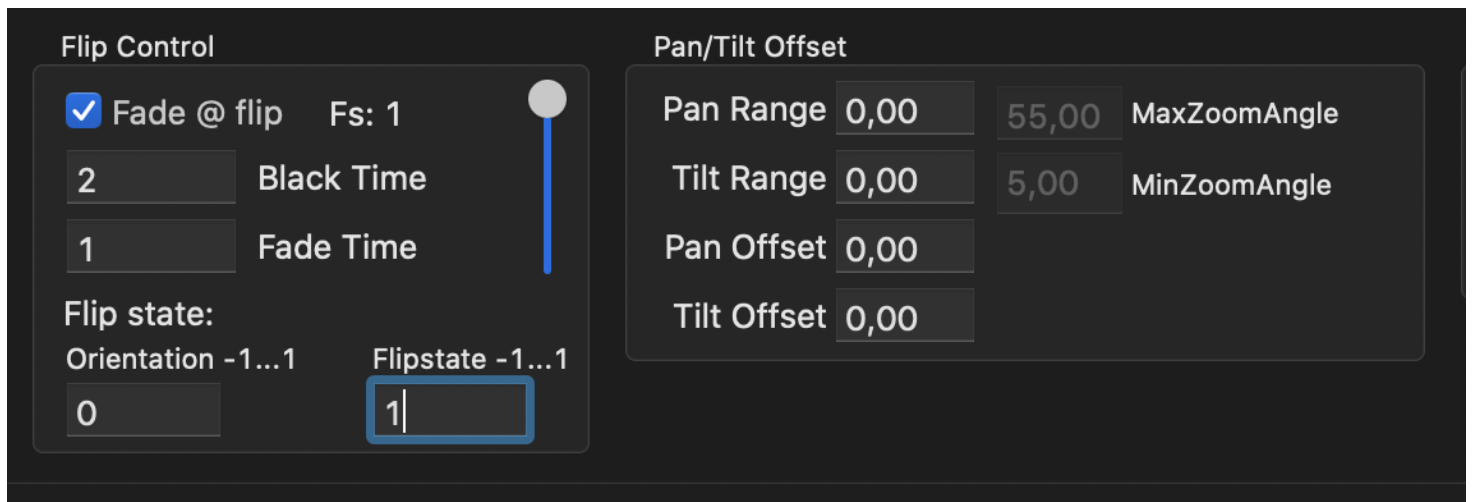 Flip Control
Fade @ flip Fs: 1
2 Black Time
1 Fade Time
Flip state:
Orientation -1...1 Flipstate -1...1
0 1
Pan/Tilt Offset
Pan Range 0,00 55,00 MaxZoomAngle
Tilt Range 0,00 5,00 MinZoomAngle
Pan Offset 0,00
Tilt Offset 0,00